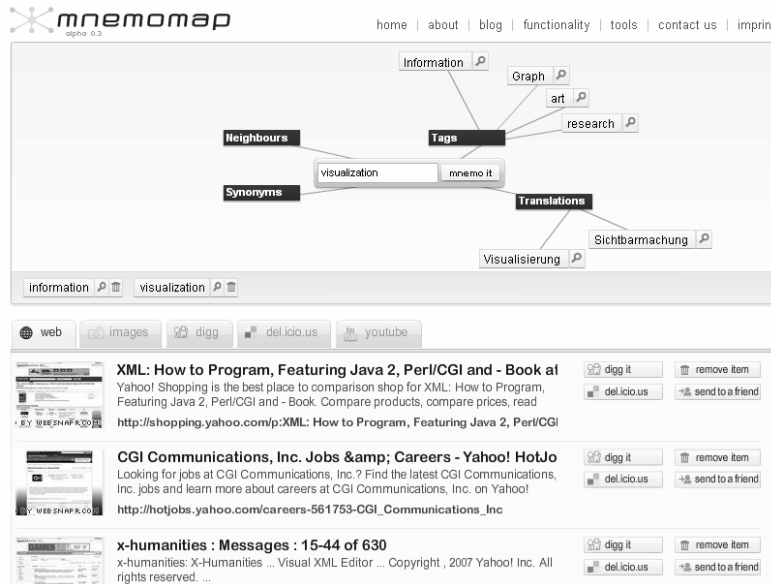 mnemomap
alpha 0.3
home | about | blog | functionality | tools | contact us | imprin
Information
Graph
art
research
Neighbours
Tags
visualization
mnemo it
Synonyms
Translations
Sichtbarmachung
Visualisierung
information
visualization
web
images
digg
del.icio.us
youtube
XML: How to Program, Featuring Java 2, Perl/CGI and - Book at
Yahoo! Shopping is the best place to comparison shop for XML: How to Program,
Featuring Java 2, Perl/CGI and - Book. Compare products, compare prices, read
http://shopping.yahoo.com/p:XML: How to Program, Featuring Java 2, Perl/CGI
BY WEBSNAPR.COM
digg it
remove item
del.icio.us
send to a friend
CGI Communications, Inc. Jobs &amp; Careers - Yahoo! HotJo
Looking for jobs at CGI Communications, Inc.? Find the latest CGI Communications,
Inc. jobs and learn more about careers at CGI Communications, Inc. on Yahoo!
http://hotjobs.yahoo.com/careers-561753-CGI_Communications_Inc
BY WEBSNAPR.COM
digg it
remove item
del.icio.us
send to a friend
GAMES
x-humanities : Messages : 15-44 of 630
x-humanities: X-Humanities ... Visual XML Editor ... Copyright , 2007 Yahoo! Inc. All
rights reserved. ...
digg it
remove item
del.icio.us
send to a friend